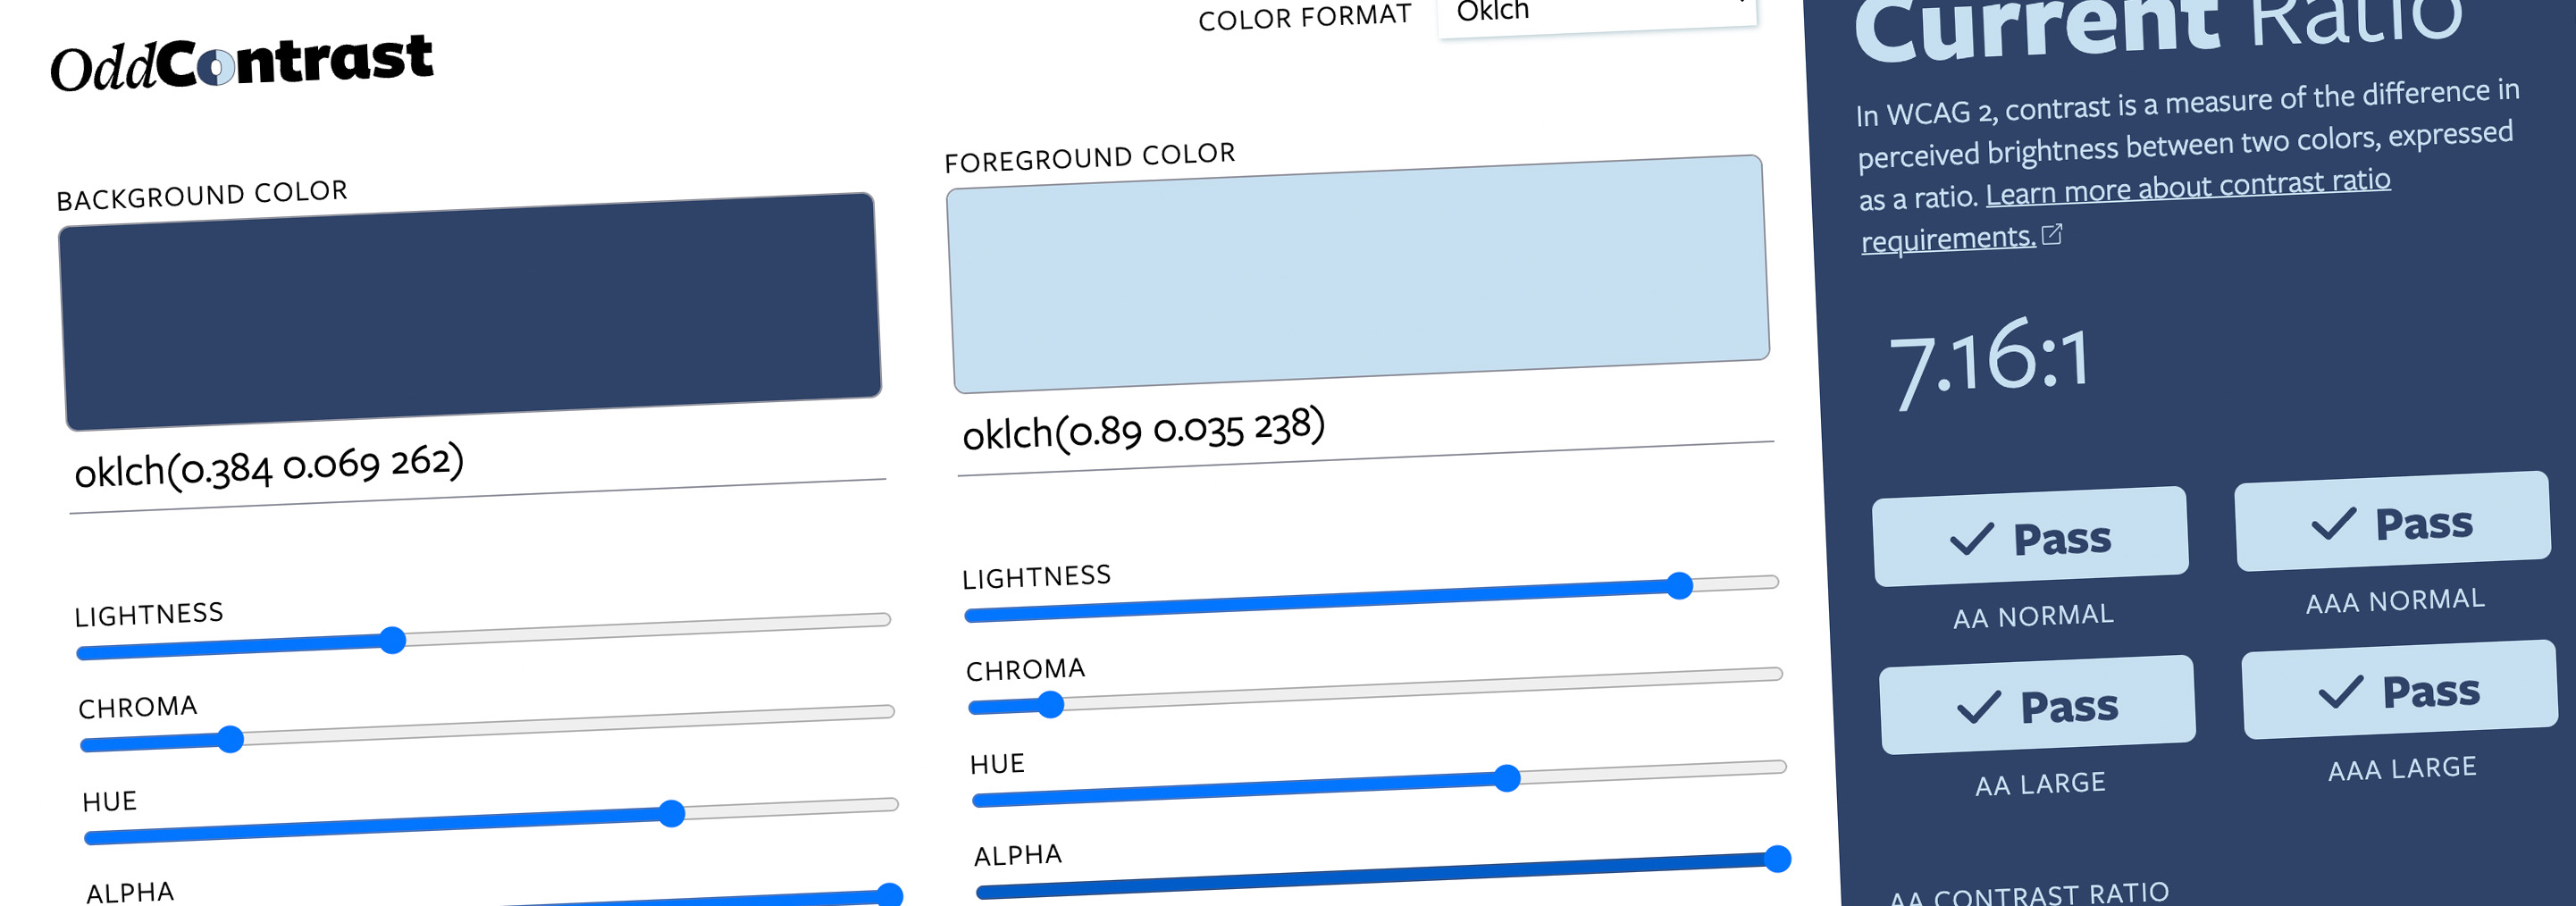 OddContrast
COLOR FORMAT
Oklch
BACKGROUND COLOR
oklch(0.384 0.069 262)
LIGHTNESS
CHROMA
HUE
ALPHA
FOREGROUND COLOR
oklch(0.89 0.035 238)
LIGHTNESS
CHROMA
HUE
ALPHA
Current Ratio
In WCAG 2, contrast is a measure of the difference in
perceived brightness between two colors, expressed
as a ratio. Learn more about contrast ratio
requirements.
7.16:1
Pass
AA NORMAL
Pass
AAA NORMAL
Pass
AA LARGE
Pass
AAA LARGE
AA CONTRAST RATIO